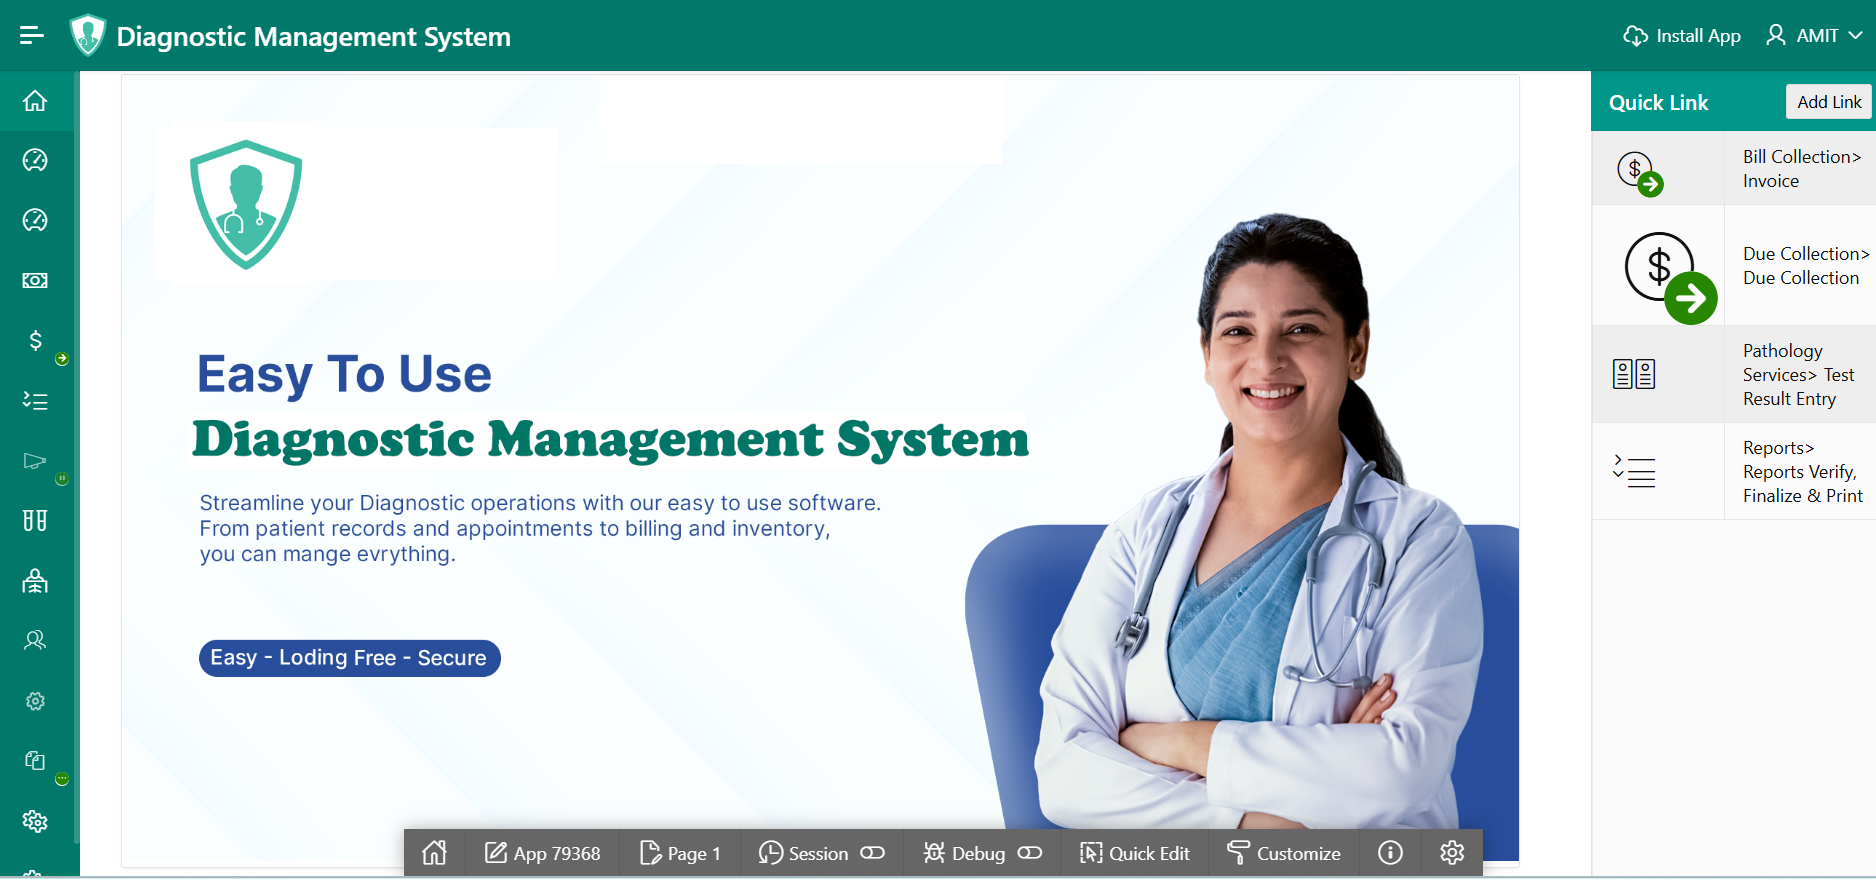 Diagnostic Management System
Install App
AMIT
Quick Link
Add Link
Bill Collection>
Invoice
Due Collection>
Due Collection
Pathology
Services> Test
Result Entry
Reports>
Reports Verify,
Finalize & Print
Easy To Use
Diagnostic Management System
Streamline your Diagnostic operations with our easy to use software.
From patient records and appointments to billing and inventory,
you can mange evrything.
Easy - Loding Free - Secure
App 79368
Page 1
Session
Debug
Quick Edit
Customize